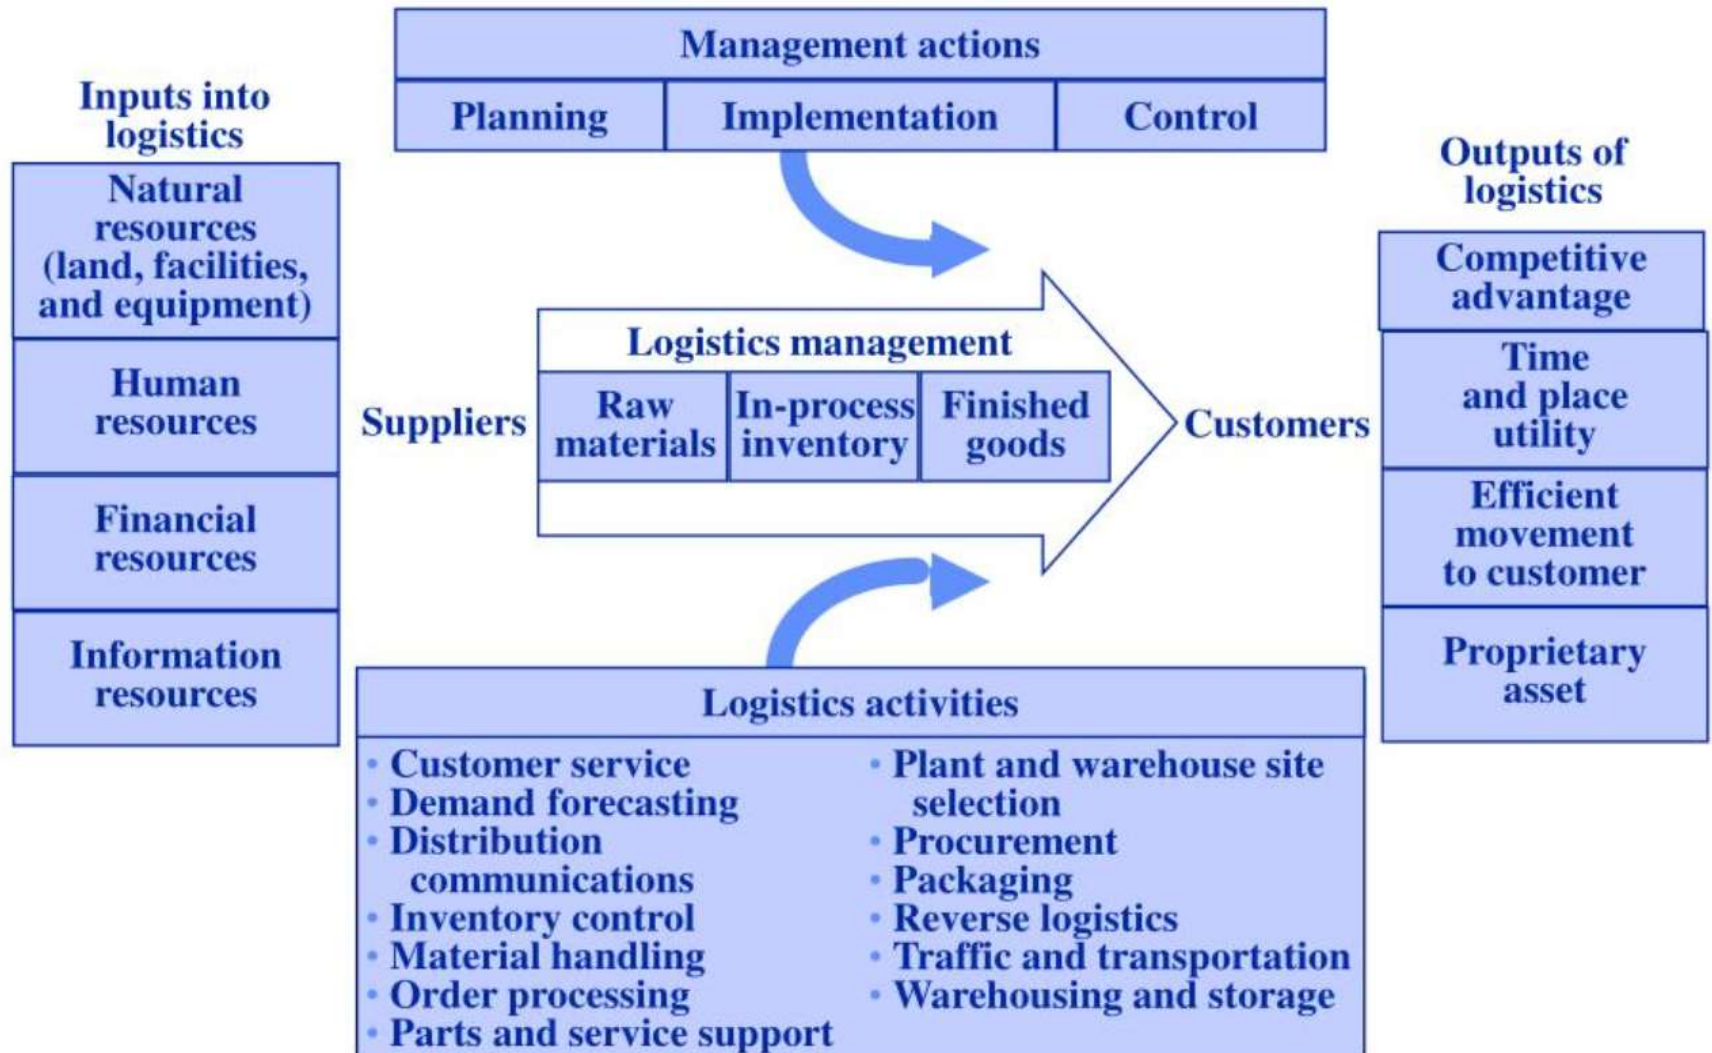 Management actions
Planning
Implementation
Control
Inputs into
logistics
Natural
resources
(land, facilities,
and equipment)
Human
resources
Financial
resources
Information
resources
Suppliers
Logistics management
Raw
materials
In-process
inventory
Finished
goods
Customers
Outputs of
logistics
Competitive
advantage
Time
and place
utility
Efficient
movement
to customer
Proprietary
asset
Logistics activities
• Customer service
• Demand forecasting
• Distribution
communications
• Inventory control
• Material handling
• Order processing
• Parts and service support
• Plant and warehouse site
selection
• Procurement
• Packaging
• Reverse logistics
• Traffic and transportation
• Warehousing and storage